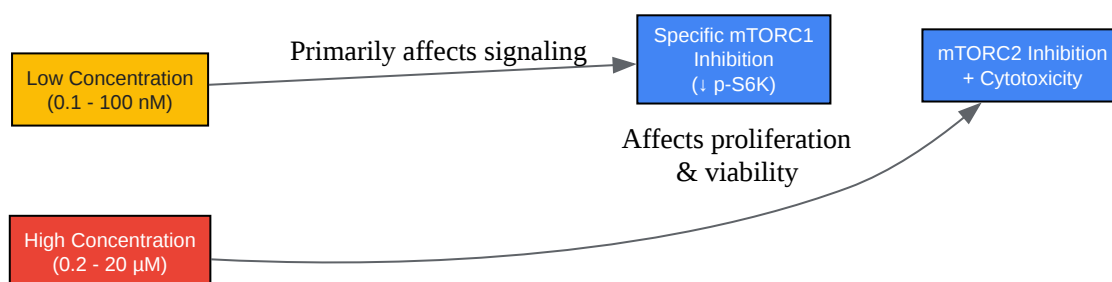 Low Concentration
(0.1 - 100 nM)
Primarily affects signaling
Specific mTORC1
Inhibition
(↓ p-S6K)
mTORC2 Inhibition
+ Cytotoxicity
Affects proliferation
& viability
High Concentration
(0.2 - 20 µM)